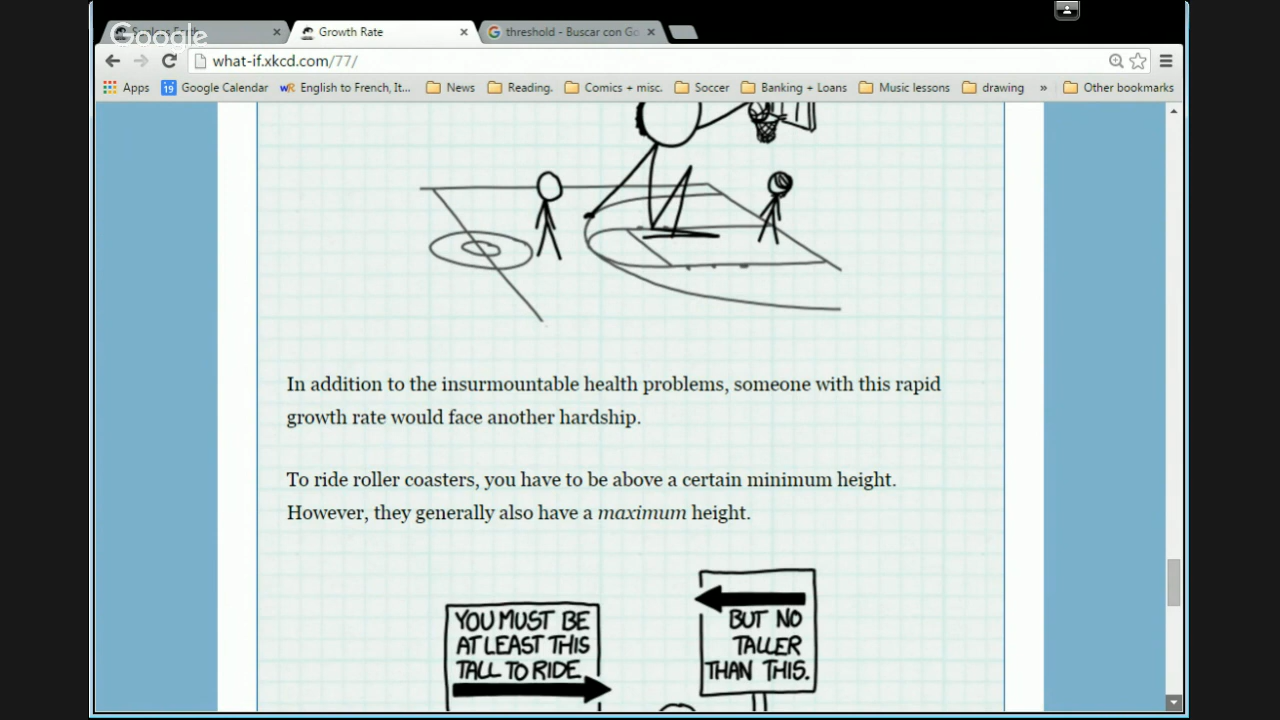 Google
Growth Rate
threshold - Buscar con Go
what-if.xkcd.com/77/
Apps
19 Google Calendar
wR English to French, It...
News
Reading.
Comics + misc.
Soccer
Banking + Loans
Music lessons
drawing
»
Other bookmarks
In addition to the insurmountable health problems, someone with this rapid
growth rate would face another hardship.
To ride roller coasters, you have to be above a certain minimum height.
However, they generally also have a maximum height.
YOU MUST BE
AT LEAST THIS
TALL TO RIDE
BUT NO
TALLER
THAN THIS.